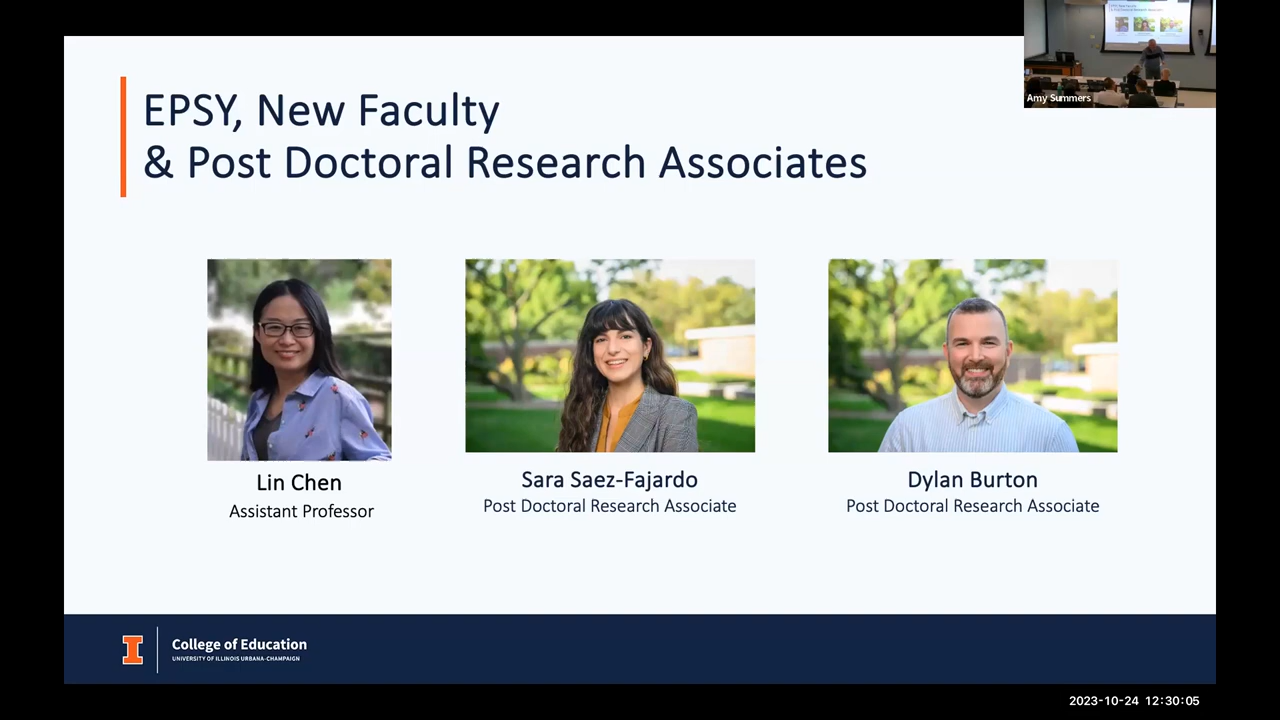 EPSY, New Faculty
& Post Doctoral Research Associates
Amy Summers
Lin Chen
Assistant Professor
Sara Saez-Fajardo
Post Doctoral Research Associate
Dylan Burton
Post Doctoral Research Associate
I
College of Education
UNIVERSITY OF ILLINOIS URBANA-CHAMPAIGN
2023-10-24 12:30:05